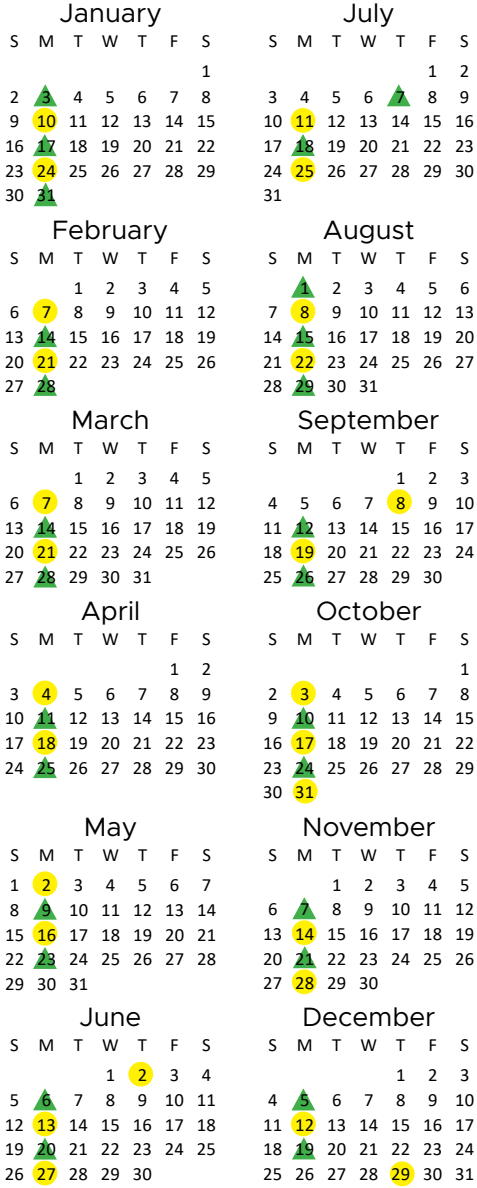 January
S M T W T F S
1
2 3 4 5 6 7 8
9 10 11 12 13 14 15
16 17 18 19 20 21 22
23 24 25 26 27 28 29
30 31
February
S M T W T F S
1 2 3 4 5
6 7 8 9 10 11 12
13 14 15 16 17 18 19
20 21 22 23 24 25 26
27 28
March
S M T W T F S
1 2 3 4 5
6 7 8 9 10 11 12
13 14 15 16 17 18 19
20 21 22 23 24 25 26
27 28 29 30 31
April
S M T W T F S
1 2
3 4 5 6 7 8 9
10 11 12 13 14 15 16
17 18 19 20 21 22 23
24 25 26 27 28 29 30
May
S M T W T F S
1 2 3 4 5 6 7
8 9 10 11 12 13 14
15 16 17 18 19 20 21
22 23 24 25 26 27 28
29 30 31
June
S M T W T F S
1 2 3 4
5 6 7 8 9 10 11
12 13 14 15 16 17 18
19 20 21 22 23 24 25
26 27 28 29 30
July
S M T W T F S
1 2
3 4 5 6 7 8 9
10 11 12 13 14 15 16
17 18 19 20 21 22 23
24 25 26 27 28 29 30
31
August
S M T W T F S
1 2 3 4 5 6
7 8 9 10 11 12 13
14 15 16 17 18 19 20
21 22 23 24 25 26 27
28 29 30 31
September
S M T W T F S
1 2 3
4 5 6 7 8 9 10
11 12 13 14 15 16 17
18 19 20 21 22 23 24
25 26 27 28 29 30
October
S M T W T F S
1
2 3 4 5 6 7 8
9 10 11 12 13 14 15
16 17 18 19 20 21 22
23 24 25 26 27 28 29
30 31
November
S M T W T F S
1 2 3 4 5
6 7 8 9 10 11 12
13 14 15 16 17 18 19
20 21 22 23 24 25 26
27 28 29 30
December
S M T W T F S
1 2 3
4 5 6 7 8 9 10
11 12 13 14 15 16 17
18 19 20 21 22 23 24
25 26 27 28 29 30 31